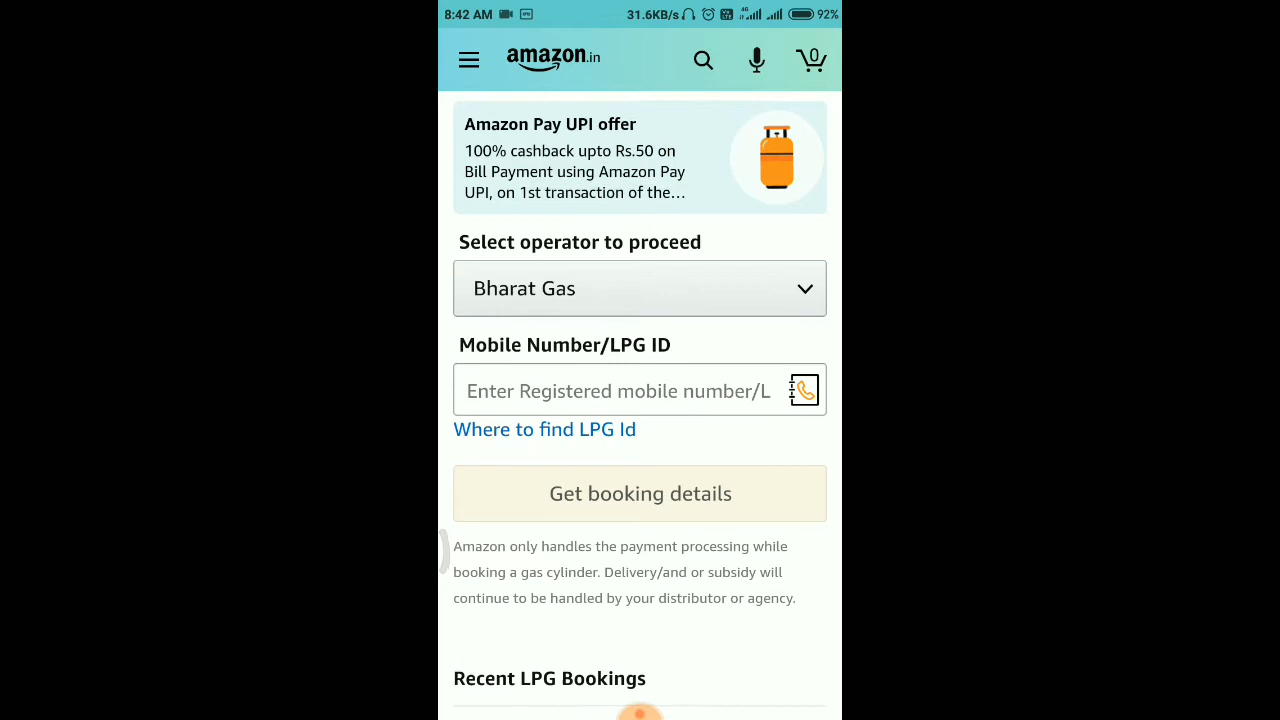 8:42 AM 31.6KB/s 4G 92%
amazon.in 0
Amazon Pay UPI offer
100% cashback upto Rs.50 on
Bill Payment using Amazon Pay
UPI, on 1st transaction of the...
Select operator to proceed
Bharat Gas
Mobile Number/LPG ID
Enter Registered mobile number/L
Where to find LPG Id
Get booking details
Amazon only handles the payment processing while
booking a gas cylinder. Delivery/and or subsidy will
continue to be handled by your distributor or agency.
Recent LPG Bookings